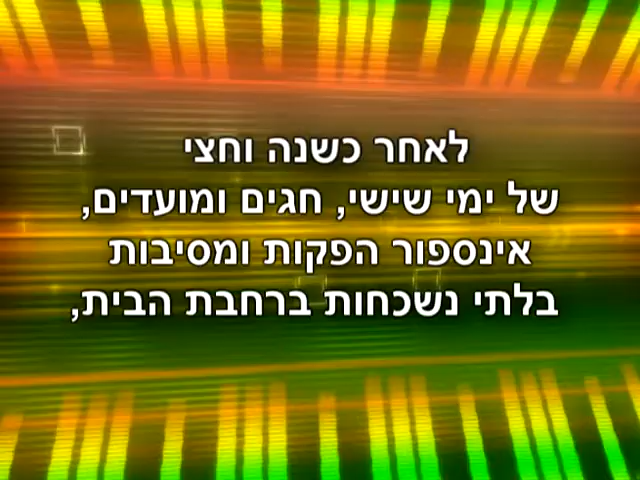 לאחר כשנה וחצי
של ימי שישי, חגים ומועדים,
אינספור הפקות ומסיבות
בלתי נשכחות ברחבת הבית,